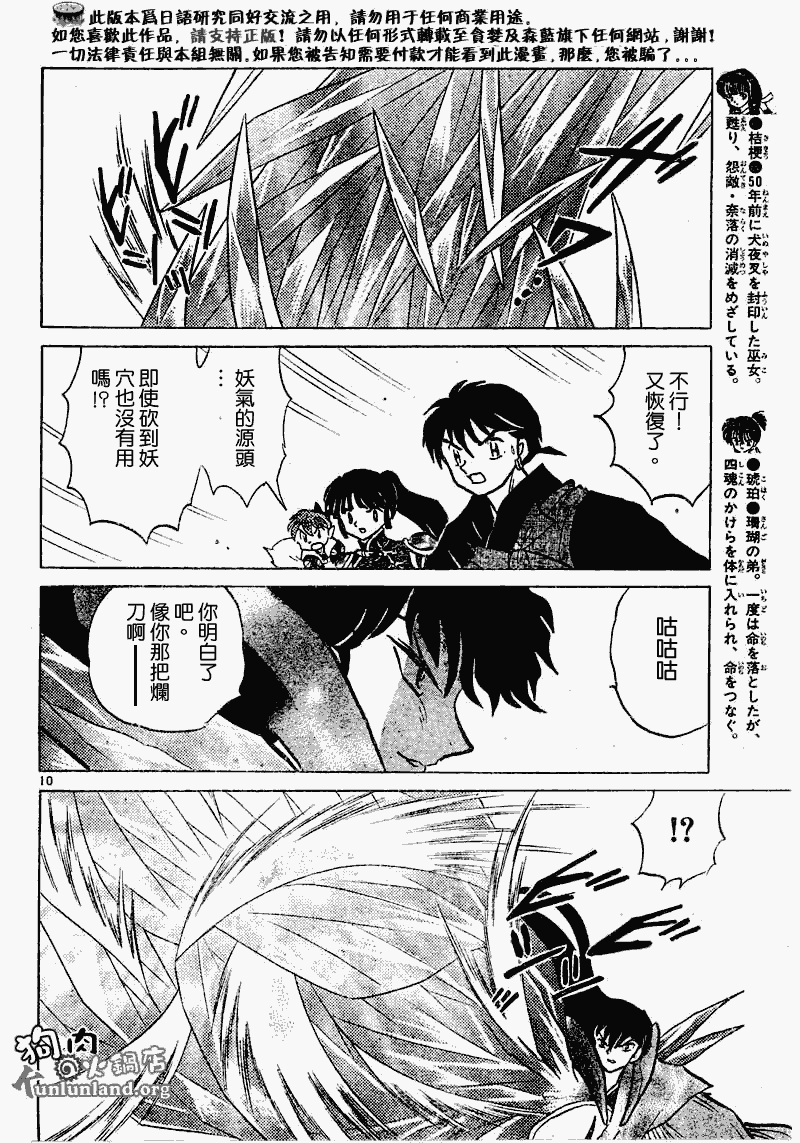 此版本爲日語研究同好交流之用，請勿用于任何商業用途。
如您喜歡此作品，請支持正版！請勿以任何形式轉載至貪婪及森藍旗下任何網站，謝謝！
一切法律責任與本組無關。如果您被告知需要付款才能看到此漫畫，那麽，您被騙了...
●桔梗●50年前に犬夜叉を封印した巫女。
甦り、怨敵・奈落の消滅をめざしている。
●琥珀●珊瑚の弟。一度は命を落としたが、
四魂のかけらを体に入れられ、命をつなぐ。
不行！
又恢復了。
妖氣的源頭
…
即使砍到妖
穴也沒有用
嗎!?
咕咕咕
你明白了
吧。
像你那把爛
刀啊──
10
!?
狗肉
火鍋店
Kunlunland.org